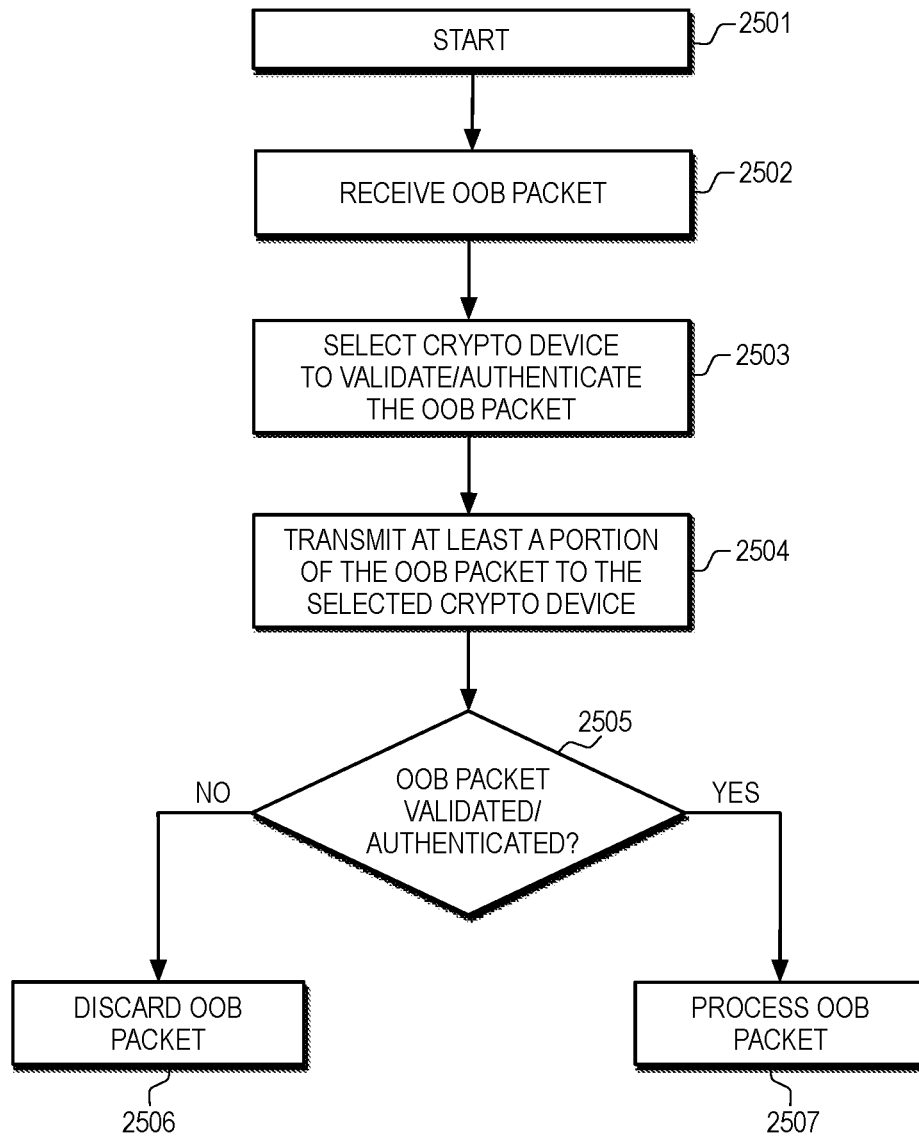 START
2501
RECEIVE OOB PACKET
2502
SELECT CRYPTO DEVICE
TO VALIDATE/AUTHENTICATE
THE OOB PACKET
2503
TRANSMIT AT LEAST A PORTION
OF THE OOB PACKET TO THE
SELECTED CRYPTO DEVICE
2504
2505
OOB PACKET
VALIDATED/
AUTHENTICATED?
NO
YES
DISCARD OOB
PACKET
2506
PROCESS OOB
PACKET
2507